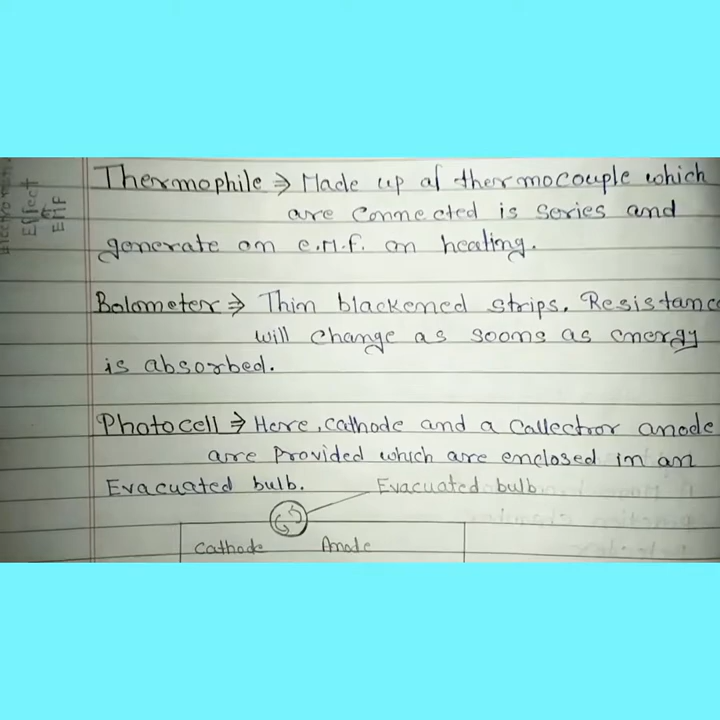 Thermophile ⇒ Made up of thermocouple which
are connected is series and
generate an e.m.f. on heating.
Bolometer ⇒ Thin blackened strips. Resistance
will change as soons as energy
is absorbed.
Photocell ⇒ Here, cathode and a Collector anode
are provided which are enclosed in an
Evacuated bulb.
Evacuated bulb
Cathode Anode
Effect
EMF